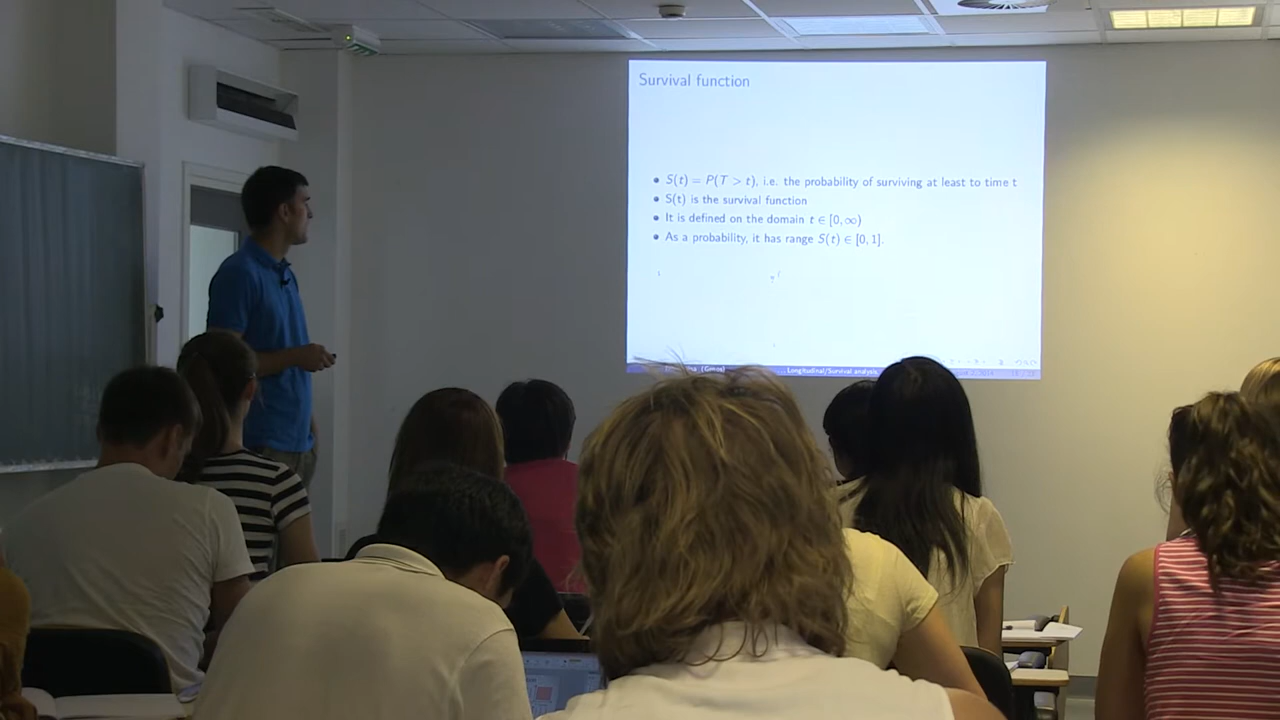 Survival function
S(t) = P(T > t), i.e. the probability of surviving at least to time t
S(t) is the survival function
It is defined on the domain t ∈ [0, ∞)
As a probability, it has range S(t) ∈ [0, 1].
Longitudinal/Survival analysis